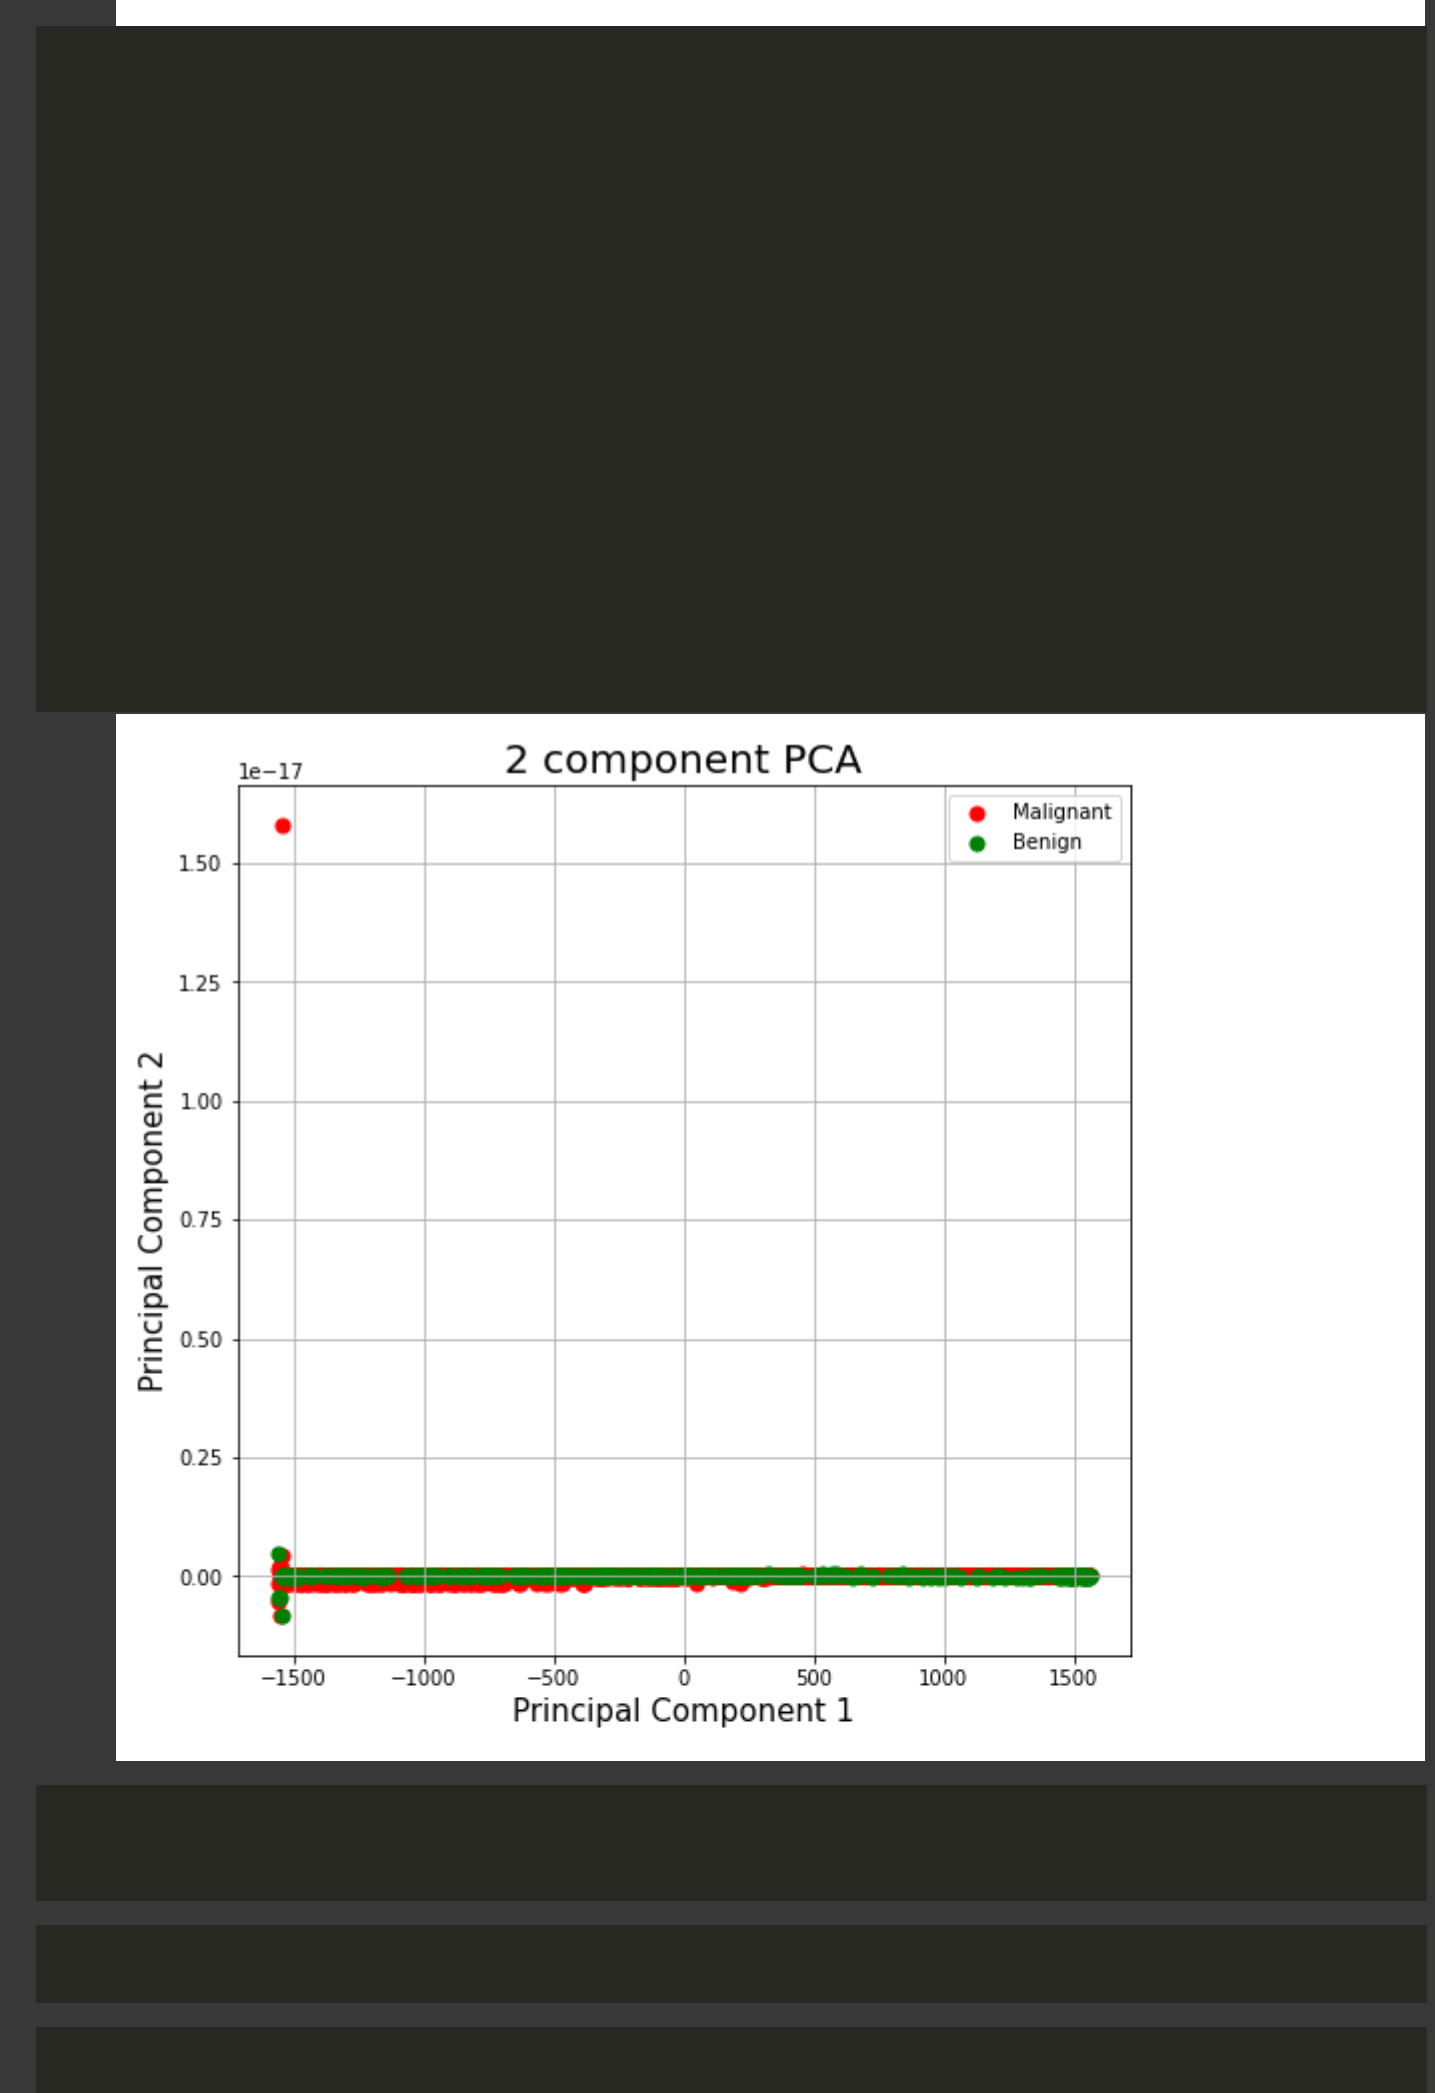 2 component PCA
1e−17
Malignant
Benign
1.50
1.25
1.00
0.75
0.50
0.25
0.00
Principal Component 2
−1500 −1000 −500 0 500 1000 1500
Principal Component 1